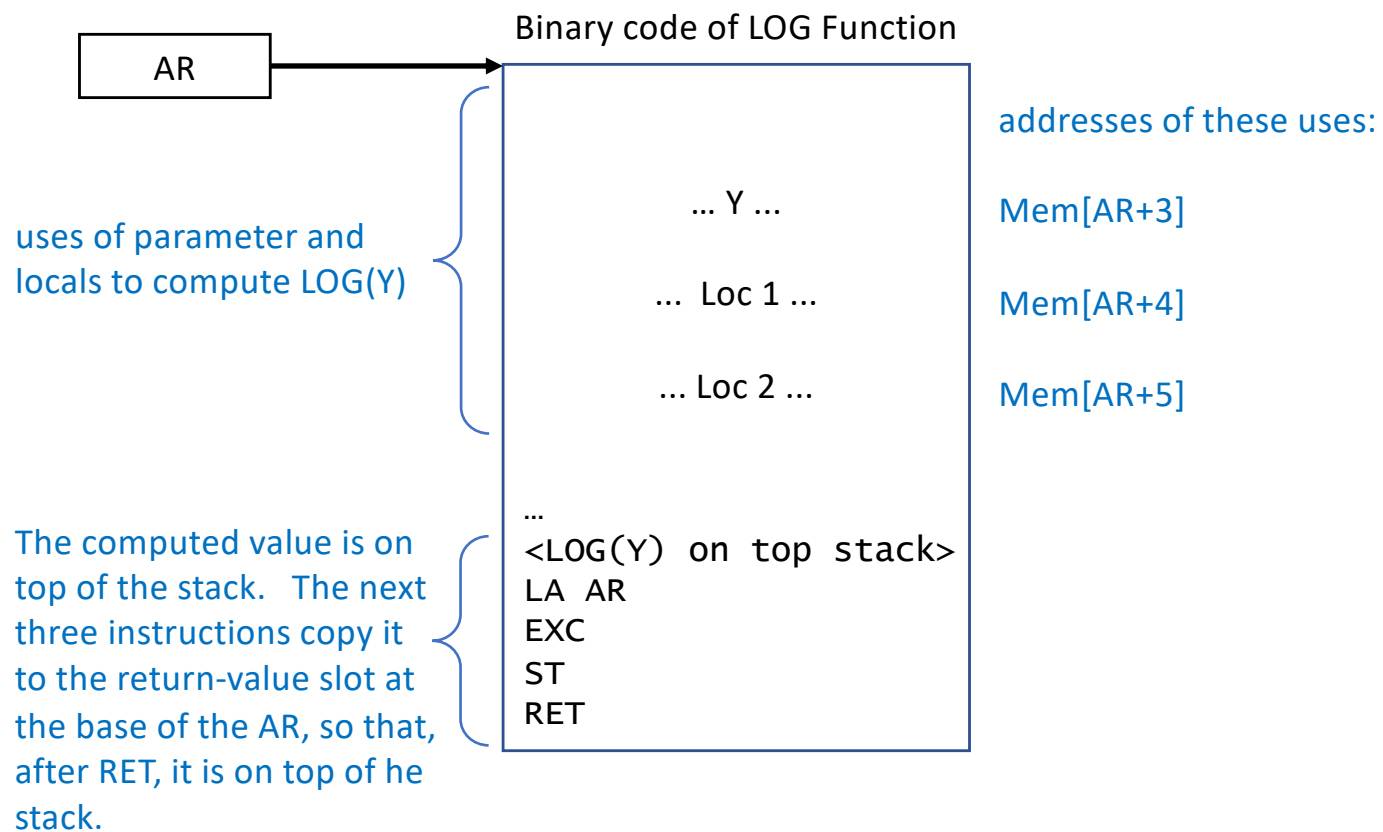 Binary code of LOG Function
AR
addresses of these uses:
… Y ...
Mem[AR+3]
uses of parameter and
locals to compute LOG(Y)
... Loc 1 ...
Mem[AR+4]
... Loc 2 ...
Mem[AR+5]
…
<LOG(Y) on top stack>
LA AR
EXC
ST
RET
The computed value is on
top of the stack.   The next
three instructions copy it
to the return-value slot at
the base of the AR, so that,
after RET, it is on top of he
stack.